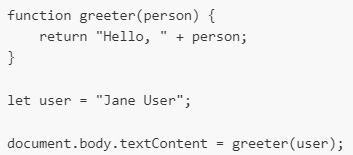 function greeter(person) {
    return "Hello, " + person;
}

let user = "Jane User";

document.body.textContent = greeter(user);